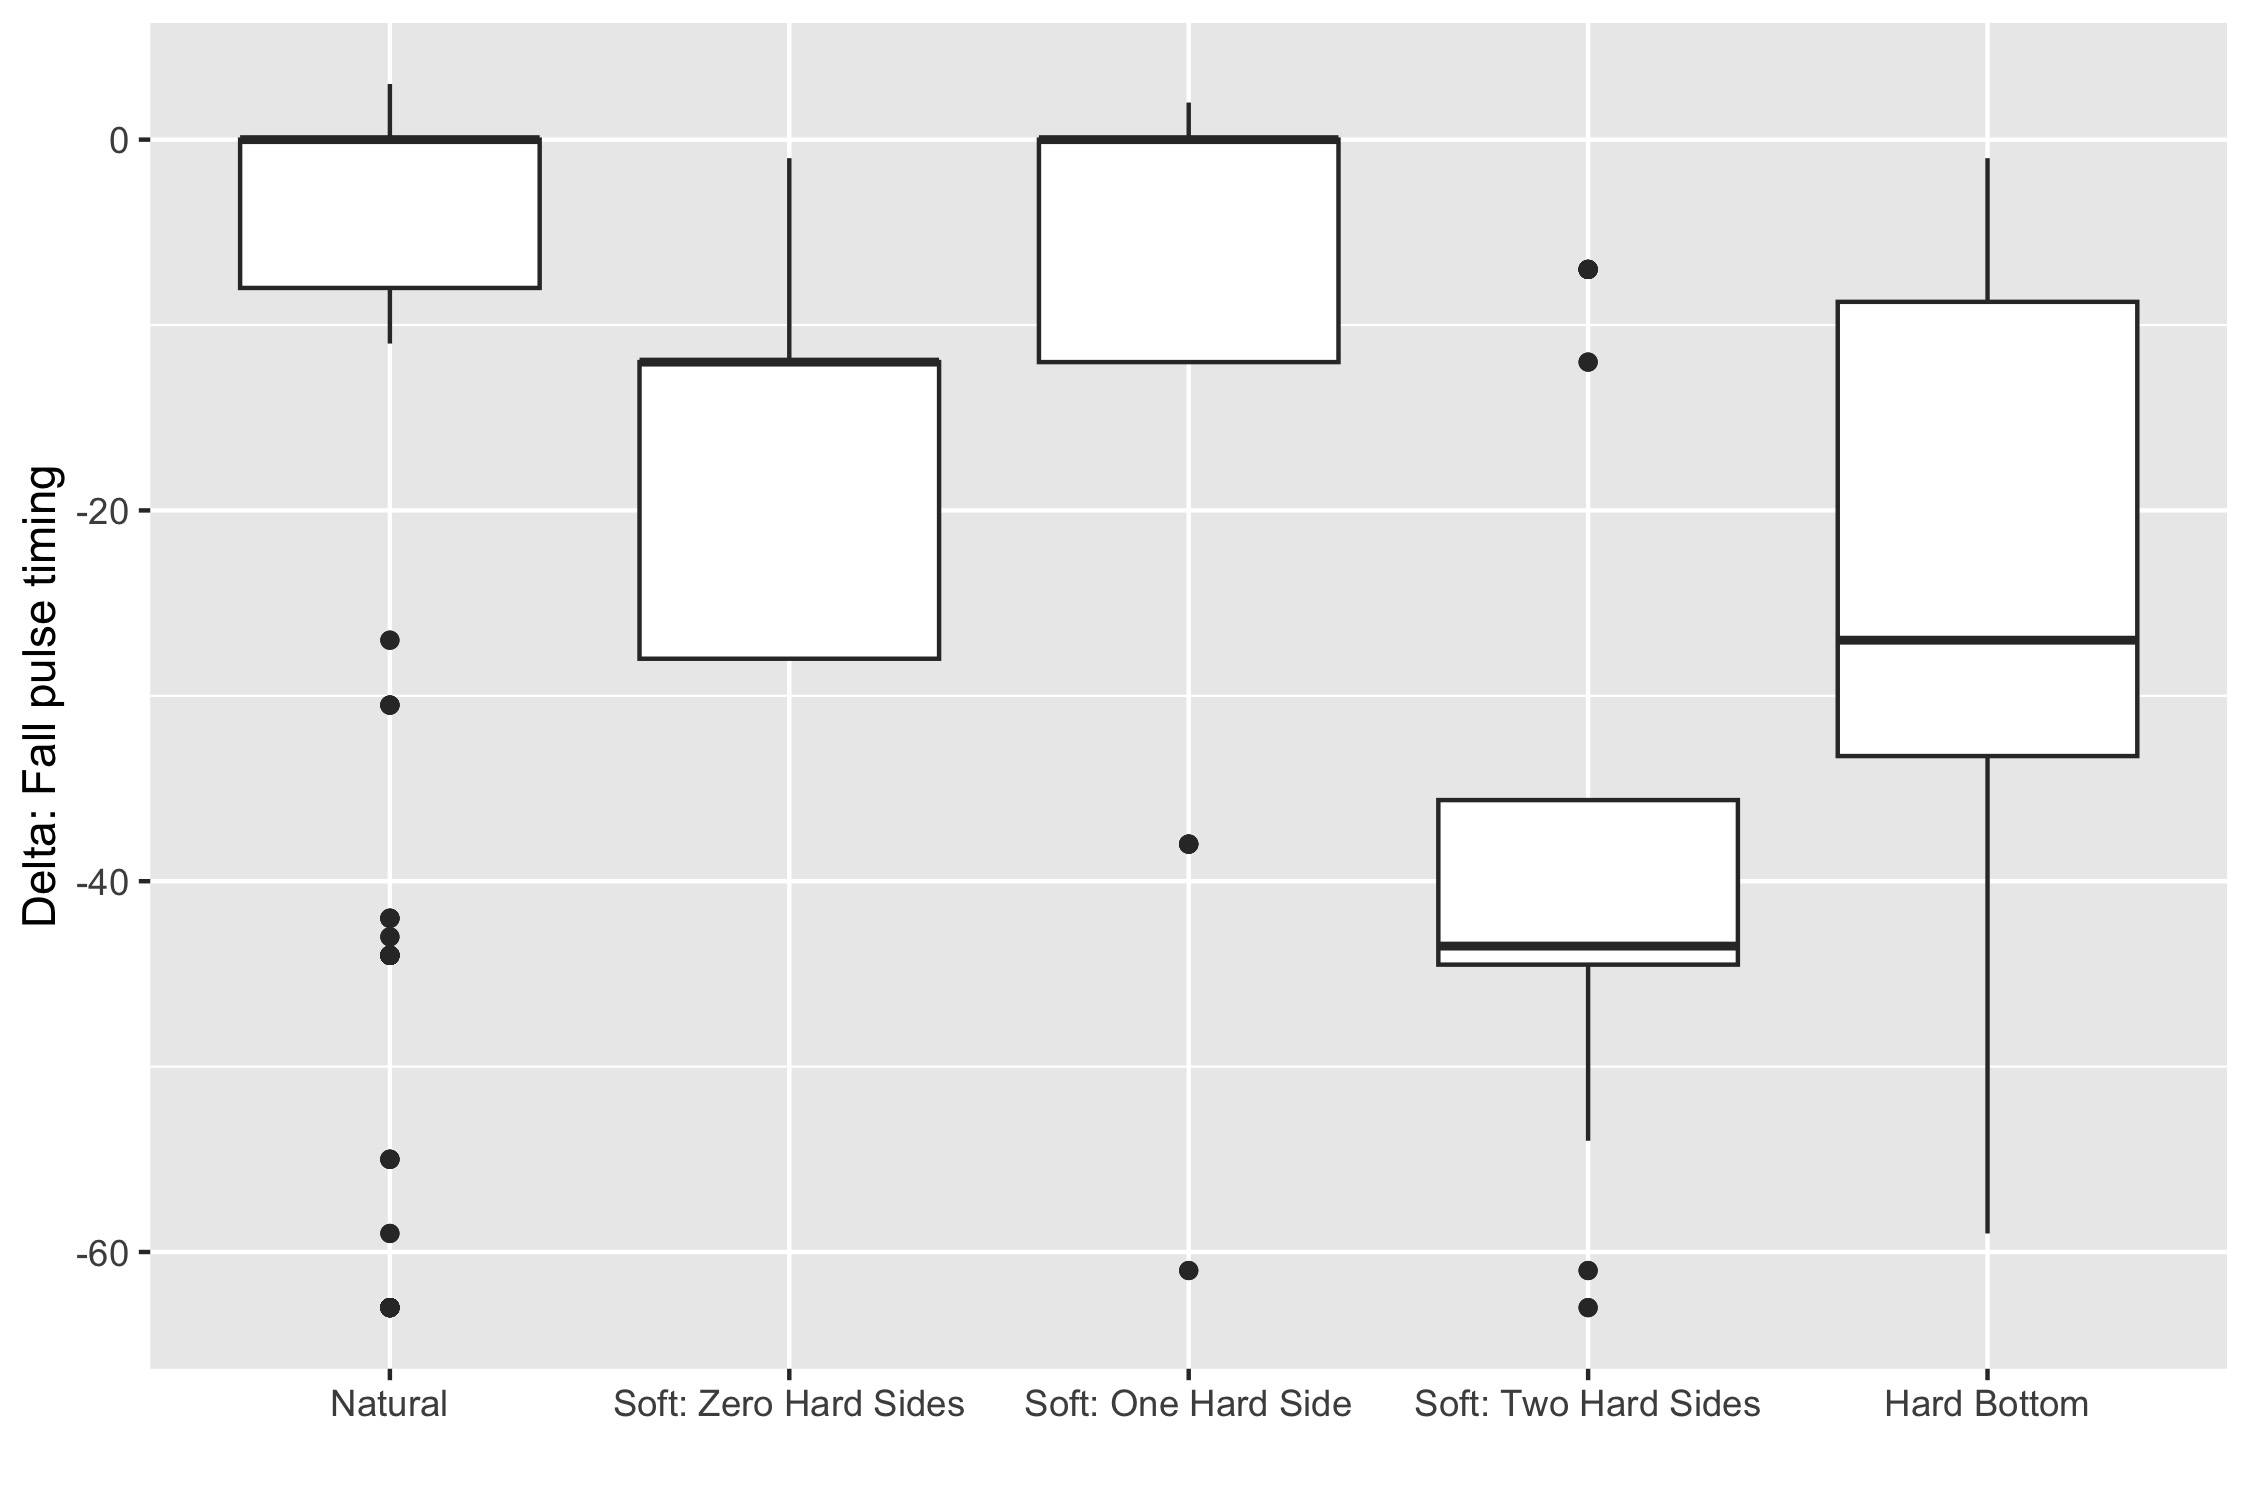 Delta: Fall pulse timing
0
-20
-40
-60
Natural
Soft: Zero Hard Sides
Soft: One Hard Side
Soft: Two Hard Sides
Hard Bottom